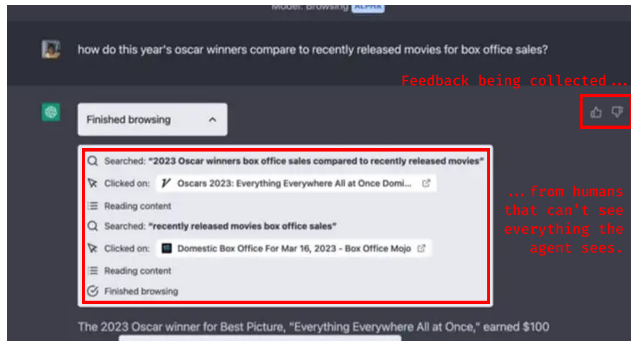 Model: Browsing ALPHA
how do this year's oscar winners compare to recently released movies for box office sales?
Feedback being collected...
Finished browsing
Searched: "2023 Oscar winners box office sales compared to recently released movies"
Clicked on: Oscars 2023: Everything Everywhere All at Once Domi...
Reading content
Searched: "recently released movies box office sales"
Clicked on: Domestic Box Office For Mar 16, 2023 - Box Office Mojo
Reading content
Finished browsing
...from humans
that can't see
everything the
agent sees.
The 2023 Oscar winner for Best Picture, "Everything Everywhere All at Once," earned $100